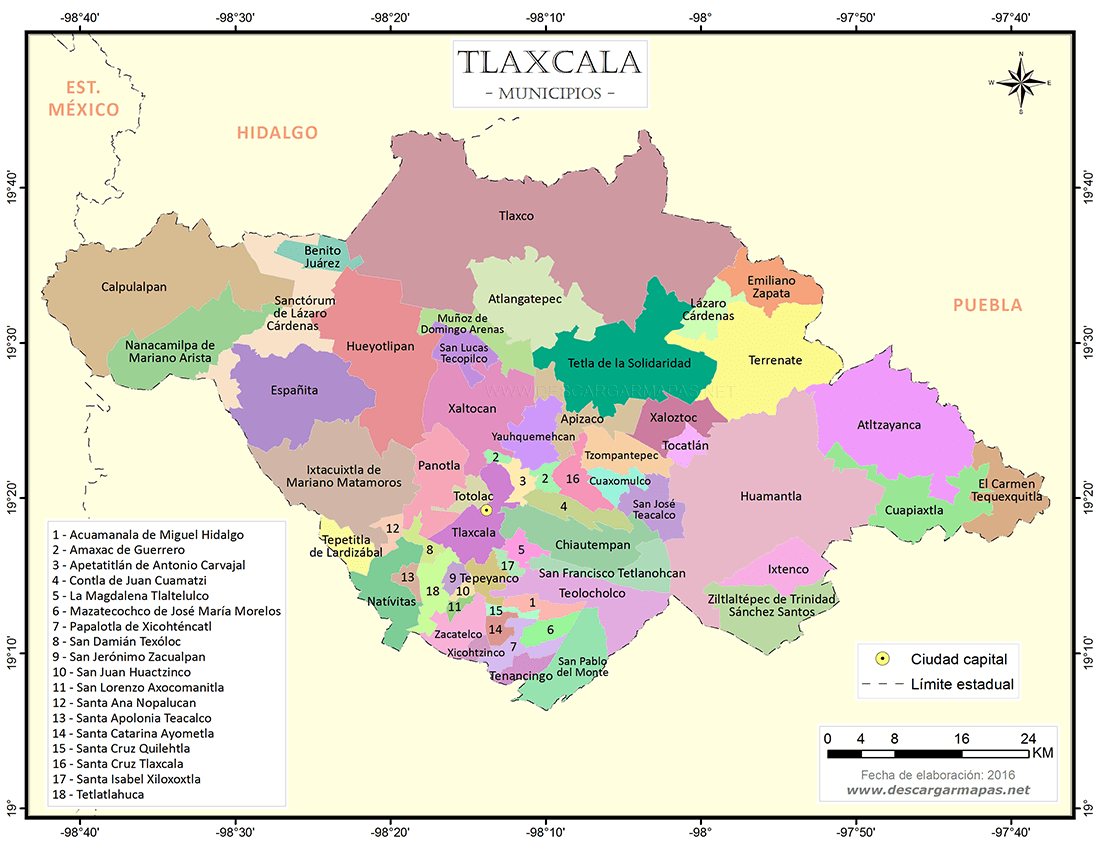 -98°40'
-98°30'
-98°20'
-98°10'
-98°
-97°50'
-97°40'
TLAXCALA
- MUNICIPIOS -
EST.
MÉXICO
HIDALGO
PUEBLA
N
W
E
S
19°40'
19°40'
19°30'
19°30'
19°20'
19°20'
19°10'
19°10'
19°
19°
Tlaxco
Benito
Juárez
Calpulalpan
Emiliano
Zapata
Atlangatepec
Sanctórum
de Lázaro
Cárdenas
Lázaro
Cárdenas
Muñoz de
Domingo Arenas
Nanacamilpa de
Mariano Arista
Hueyotlipan
San Lucas
Tecopilco
Tetla de la Solidaridad
Terrenate
Españita
WWW.DESCARGARMAPAS.NET
Xaltocan
Apizaco
Xaloztoc
Atltzayanca
Yauhquemehcan
Tocatlán
Tzompantepec
2
Panotla
Ixtacuixtla de
Mariano Matamoros
3
2
16
Cuaxomulco
El Carmen
Tequexquitla
Totolac
Huamantla
4
San José
Teacalco
Cuapiaxtla
12
Tlaxcala
Tepetitla
de Lardizábal
8
5
Chiautempan
17
Ixtenco
13
9
Tepeyanco
San Francisco Tetlanohcan
18
10
Teolocholco
Natívitas
11
15
1
Ziltlaltépec de Trinidad
Sánchez Santos
Zacatelco
14
6
7
Xicohtzinco
San Pablo
del Monte
Tenancingo
1 - Acuamanala de Miguel Hidalgo
2 - Amaxac de Guerrero
3 - Apetatitlán de Antonio Carvajal
4 - Contla de Juan Cuamatzi
5 - La Magdalena Tlaltelulco
6 - Mazatecochco de José María Morelos
7 - Papalotla de Xicohténcatl
8 - San Damián Texóloc
9 - San Jerónimo Zacualpan
10 - San Juan Huactzinco
11 - San Lorenzo Axocomanitla
12 - Santa Ana Nopalucan
13 - Santa Apolonia Teacalco
14 - Santa Catarina Ayometla
15 - Santa Cruz Quilehtla
16 - Santa Cruz Tlaxcala
17 - Santa Isabel Xiloxoxtla
18 - Tetlatlahuca
Ciudad capital
Límite estadual
0 4 8 16 24
KM
Fecha de elaboración: 2016
www.descargarmapas.net
-98°40'
-98°30'
-98°20'
-98°10'
-98°
-97°50'
-97°40'